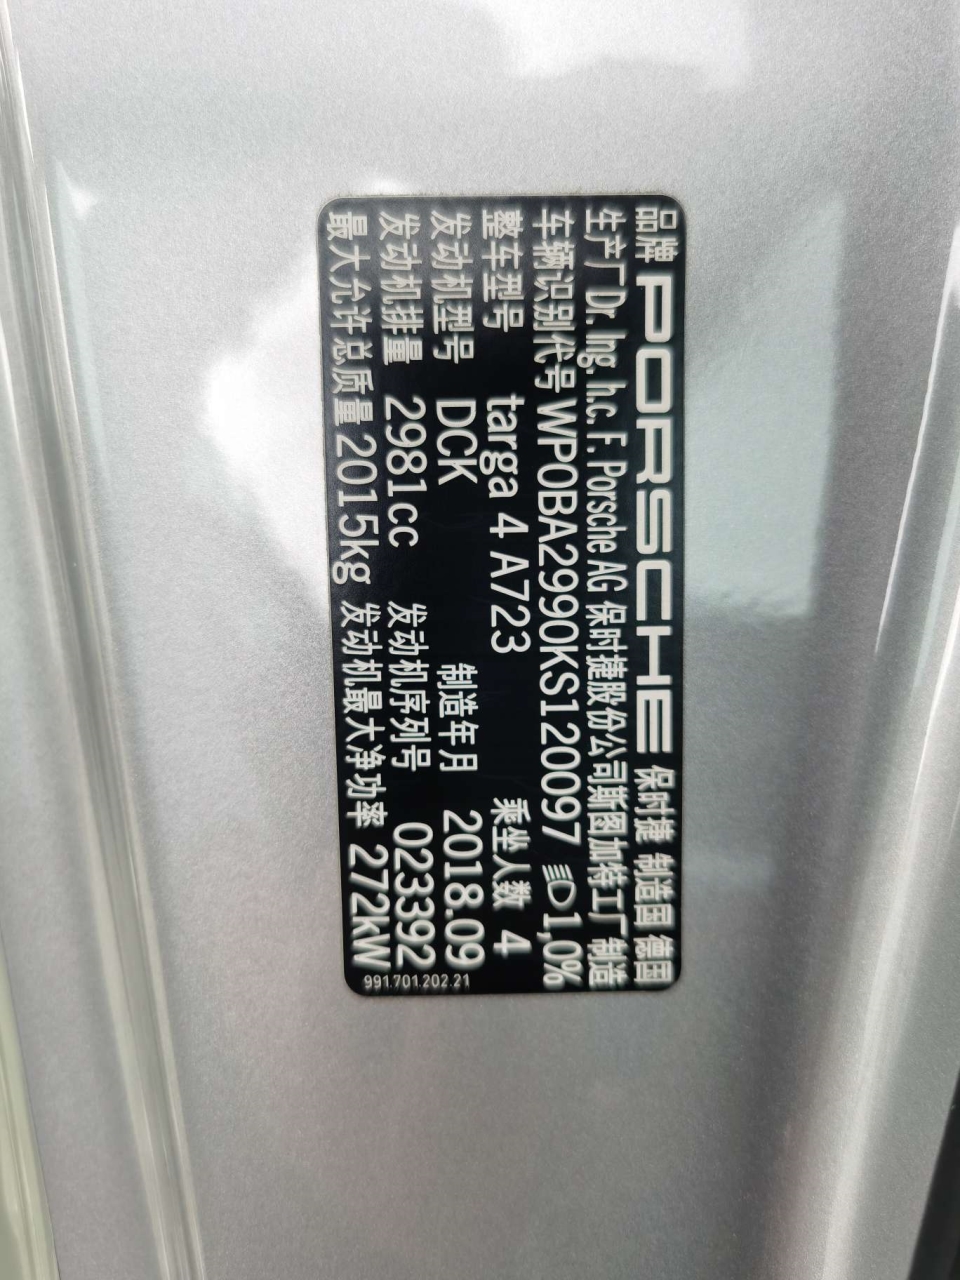 品牌 PORSCHE 保时捷 制造国 德国
生产厂 Dr. Ing. h.c. F. Porsche AG 保时捷股份公司斯图加特工厂制造
车辆识别代号 WP0BA2990KS120097 1,0%
整车型号 targa 4 A723 乘坐人数 4
发动机型号 DCK 制造年月 2018.09
发动机排量 2981cc 发动机序列号 023392
最大允许总质量 2015kg 发动机最大净功率 272kW
991.701.202.21